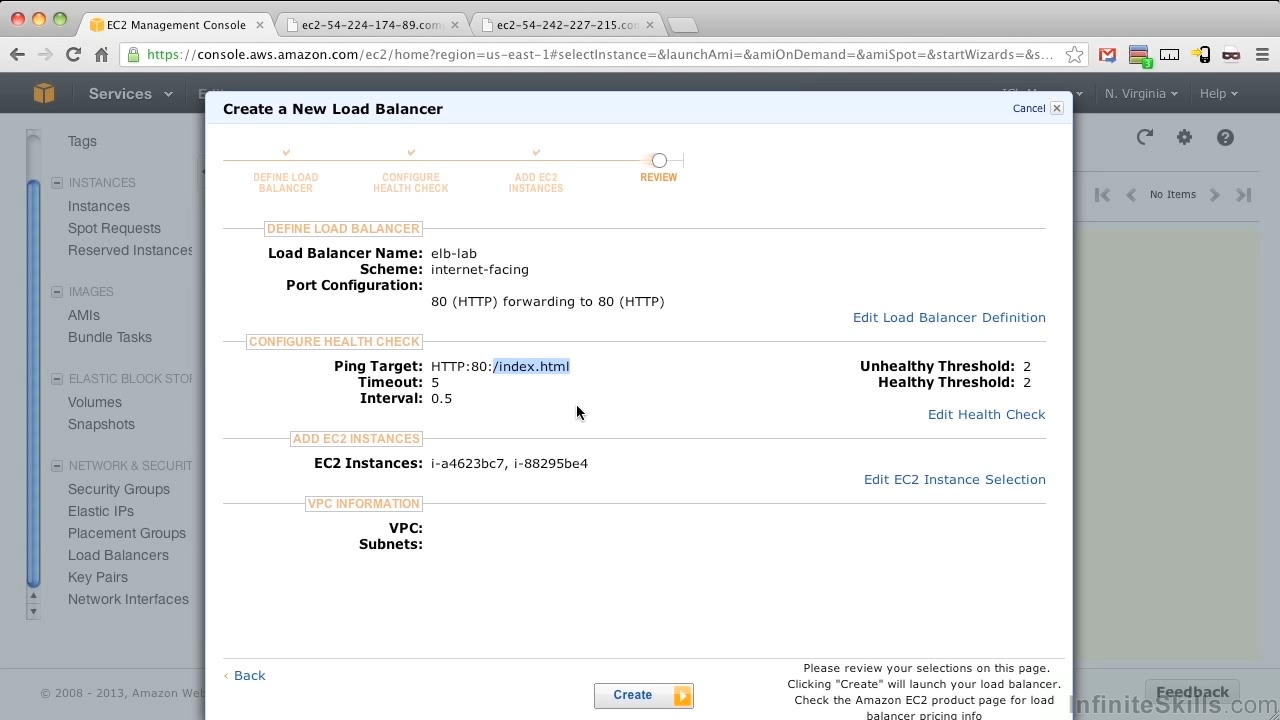 EC2 Management Console
ec2-54-224-174-89.com
ec2-54-242-227-215.con
https://console.aws.amazon.com/ec2/home?region=us-east-1#selectInstance=&launchAmi=&amiOnDemand=&amiSpot=&startWizards=&s...
3
Services
N. Virginia
Help
Create a New Load Balancer
Cancel
DEFINE LOAD BALANCER
CONFIGURE HEALTH CHECK
ADD EC2 INSTANCES
REVIEW
Tags
INSTANCES
Instances
Spot Requests
Reserved Instances
IMAGES
AMIs
Bundle Tasks
ELASTIC BLOCK STO
Volumes
Snapshots
NETWORK & SECURIT
Security Groups
Elastic IPs
Placement Groups
Load Balancers
Key Pairs
Network Interfaces
No Items
DEFINE LOAD BALANCER
Load Balancer Name: elb-lab
Scheme: internet-facing
Port Configuration:
80 (HTTP) forwarding to 80 (HTTP)
Edit Load Balancer Definition
CONFIGURE HEALTH CHECK
Ping Target: HTTP:80:/index.html
Unhealthy Threshold: 2
Timeout: 5
Healthy Threshold: 2
Interval: 0.5
Edit Health Check
ADD EC2 INSTANCES
EC2 Instances: i-a4623bc7, i-88295be4
Edit EC2 Instance Selection
VPC INFORMATION
VPC:
Subnets:
Back
Create
Please review your selections on this page.
Clicking "Create" will launch your load balancer.
Check the Amazon EC2 product page for load
balancer pricing info
© 2008 - 2013, Amazon Web
Feedback
InfiniteSkills.com